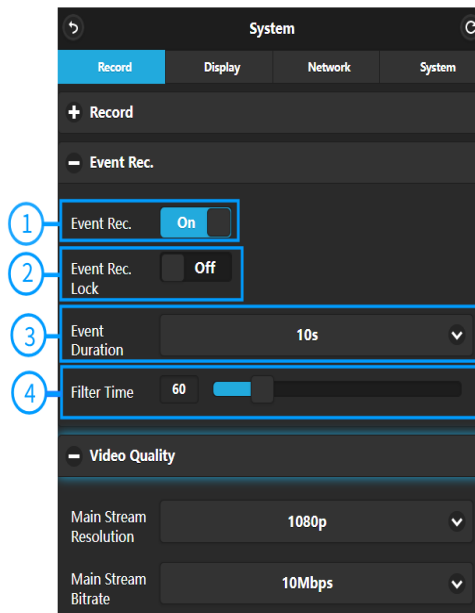 System
Record Display Network System
Record
Event Rec.
1 Event Rec. On
2 Event Rec. Off
Lock
3 Event 10s
Duration
4 Filter Time 60
Video Quality
Main Stream 1080p
Resolution
Main Stream 10Mbps
Bitrate